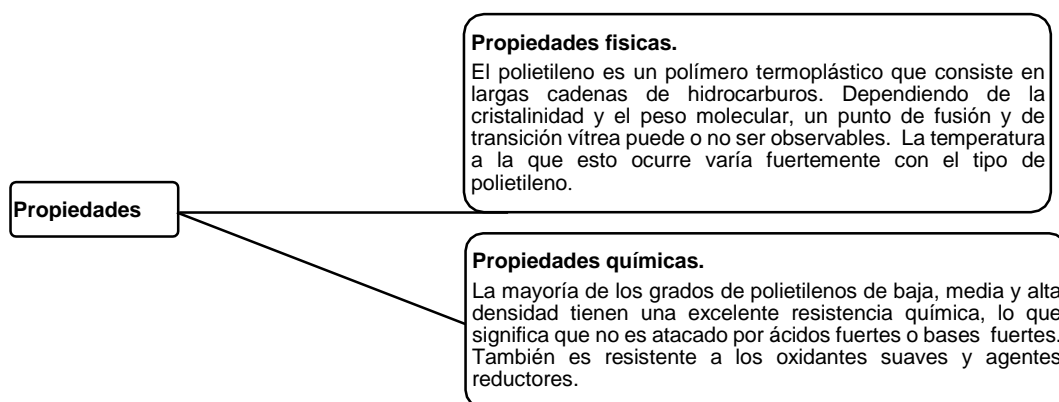 Propiedades fisicas.
El polietileno es un polímero termoplástico que consiste en
largas cadenas de hidrocarburos. Dependiendo de la
cristalinidad y el peso molecular, un punto de fusión y de
transición vítrea puede o no ser observables. La temperatura
a la que esto ocurre varía fuertemente con el tipo de
polietileno.
Propiedades
Propiedades químicas.
La mayoría de los grados de polietilenos de baja, media y alta
densidad tienen una excelente resistencia química, lo que
significa que no es atacado por ácidos fuertes o bases fuertes.
También es resistente a los oxidantes suaves y agentes
reductores.